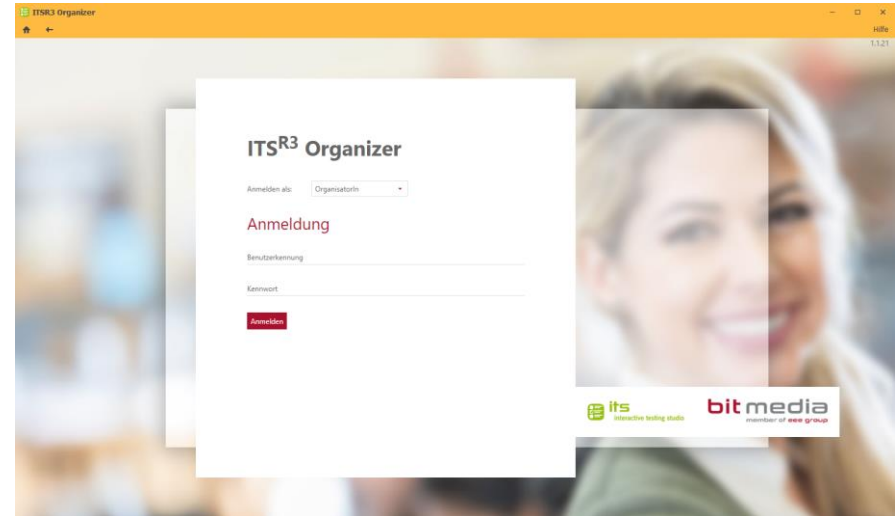 ITSR3 Organizer
Hilfe
1.1.21
ITSR3 Organizer
Anmelden als: OrganisatorIn
Anmeldung
Benutzerkennung
Kennwort
Anmelden
its
interactive testing studio
bit media
member of eee group